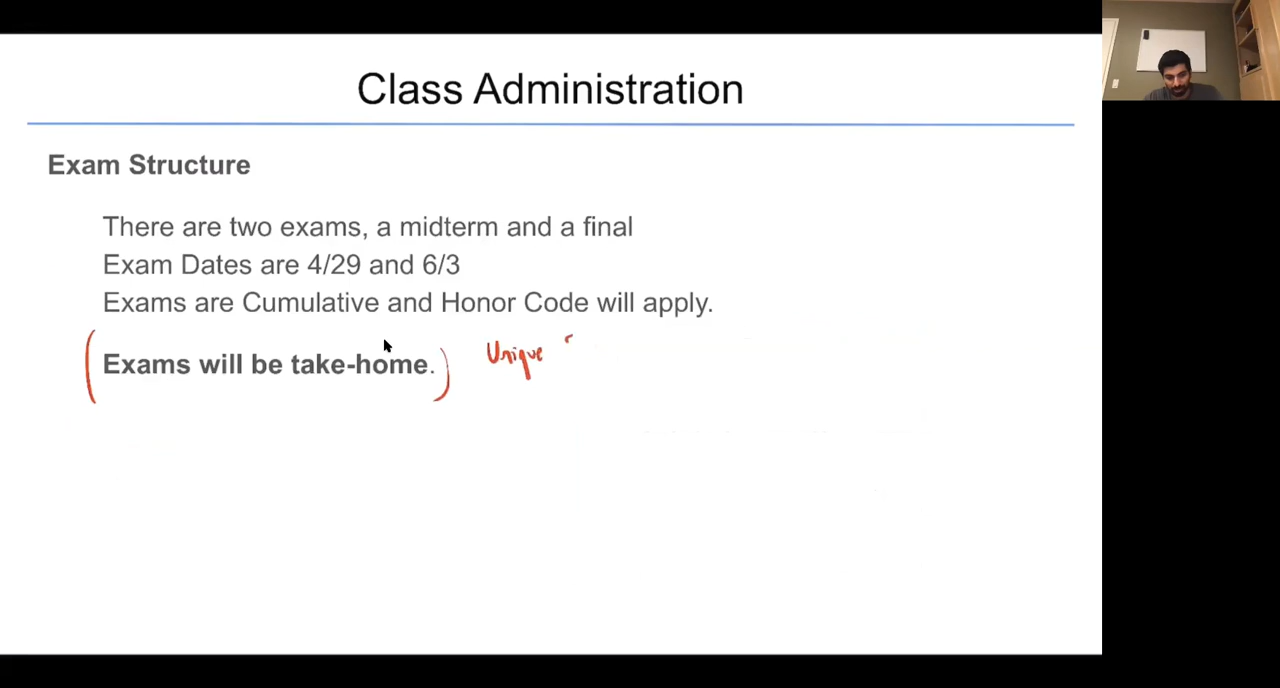 Class Administration
Exam Structure
There are two exams, a midterm and a final
Exam Dates are 4/29 and 6/3
Exams are Cumulative and Honor Code will apply.
(Exams will be take-home.) Unique